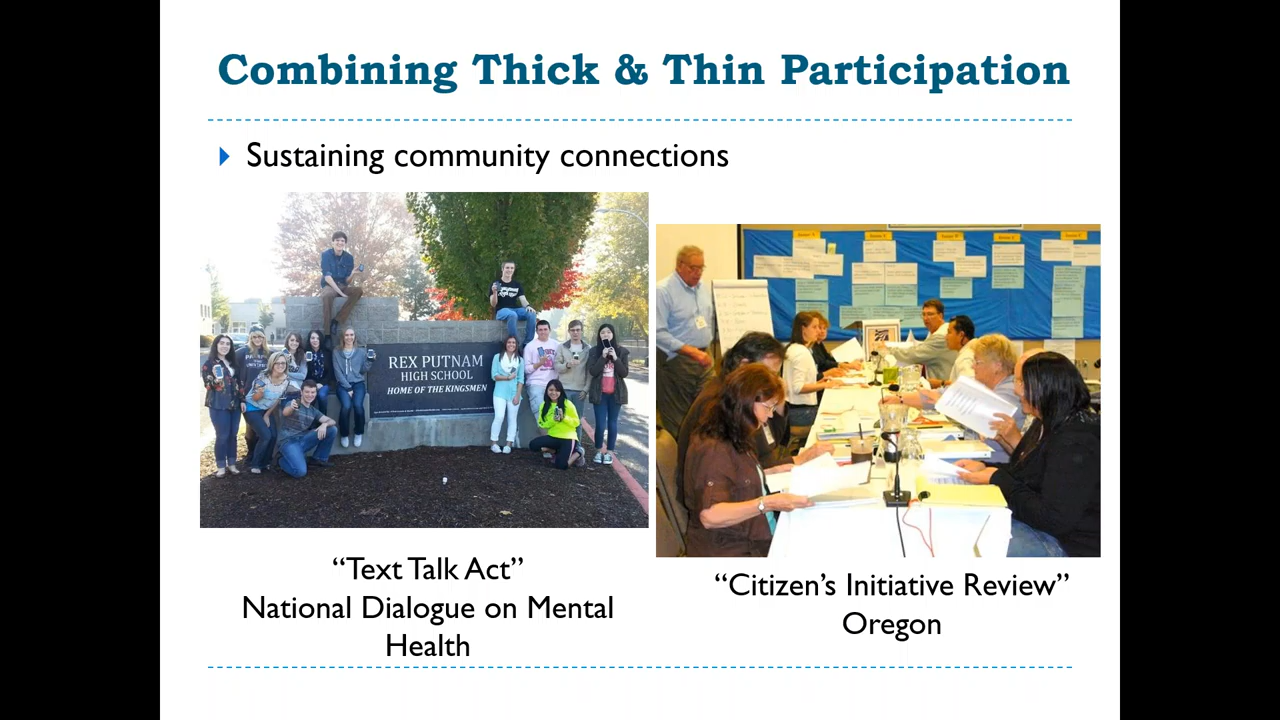 Combining Thick & Thin Participation
Sustaining community connections
REX PUTNAM
HIGH SCHOOL
HOME OF THE KINGSMEN
“Text Talk Act”
National Dialogue on Mental
Health
“Citizen’s Initiative Review”
Oregon